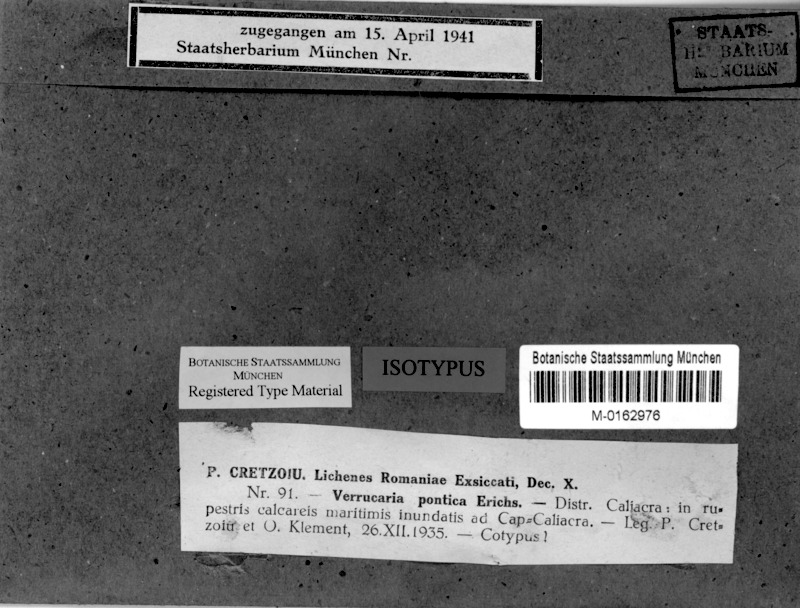 zugegangen am 15. April 1941
Staatsherbarium München Nr.
STAATS-
HERBARIUM
MÜNCHEN
BOTANISCHE STAATSSAMMLUNG
MÜNCHEN
Registered Type Material
ISOTYPUS
Botanische Staatssammlung München
M-0162976
P. CRETZOIU. Lichenes Romaniae Exsiccati, Dec. X.
Nr. 91. — Verrucaria pontica Erichs. — Distr. Caliacra: in ru=
pestris calcareis maritimis inundatis ad Cap=Caliacra. — Leg. P. Cret=
zoiu et O. Klement, 26.XII.1935. — Cotypus!